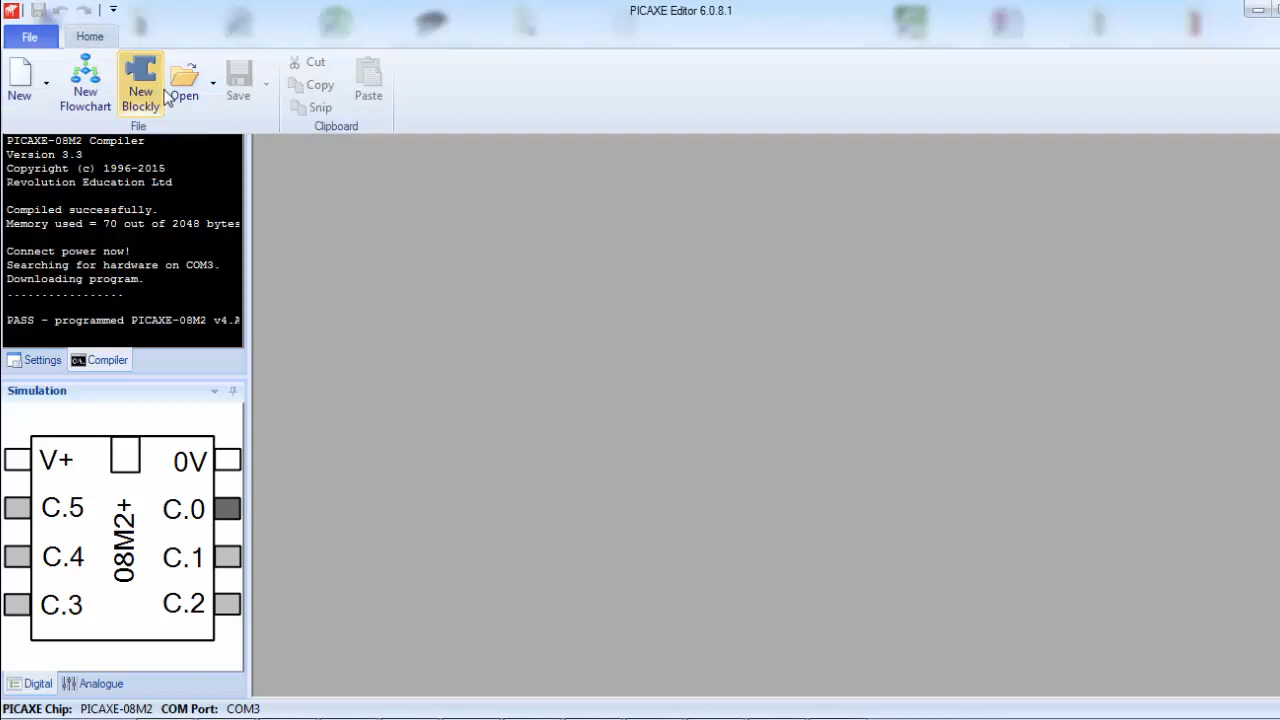 PICAXE Editor 6.0.8.1
File
Home
New
New Flowchart
New Blockly
Open
Save
Cut
Copy
Snip
Paste
File
Clipboard
PICAXE-08M2 Compiler
Version 3.3
Copyright (c) 1996-2015
Revolution Education Ltd
Compiled successfully.
Memory used = 70 out of 2048 bytes
Connect power now!
Searching for hardware on COM3.
Downloading program.
-----------------
PASS - programmed PICAXE-08M2 v4.A
Settings
C:\ Compiler
Simulation
V+
0V
C.5
C.0
08M2+
C.4
C.1
C.3
C.2
Digital
Analogue
PICAXE Chip: PICAXE-08M2 COM Port: COM3